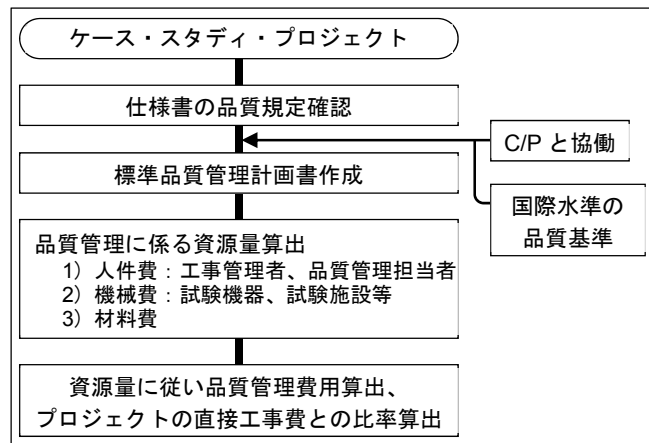 ケース・スタディ・プロジェクト
仕様書の品質規定確認
C/P と協働
標準品質管理計画書作成
国際水準の
品質基準
品質管理に係る資源量算出
1) 人件費：工事管理者、品質管理担当者
2) 機械費：試験機器、試験施設等
3) 材料費
資源量に従い品質管理費用算出、
プロジェクトの直接工事費との比率算出